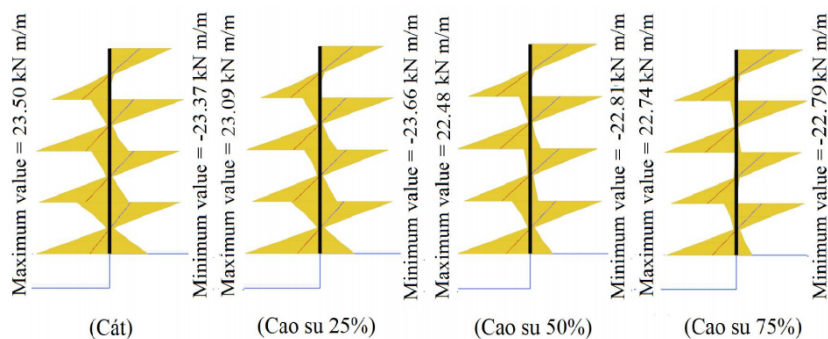 Maximum value = 23.50 kN m/m
Minimum value = -23.37 kN m/m
Maximum value = 23.09 kN m/m
Minimum value = -23.66 kN m/m
Maximum value = 22.48 kN m/m
Minimum value = -22.81 kN m/m
Maximum value = 22.74 kN m/m
Minimum value = -22.79 kN m/m
(Cát)
(Cao su 25%)
(Cao su 50%)
(Cao su 75%)